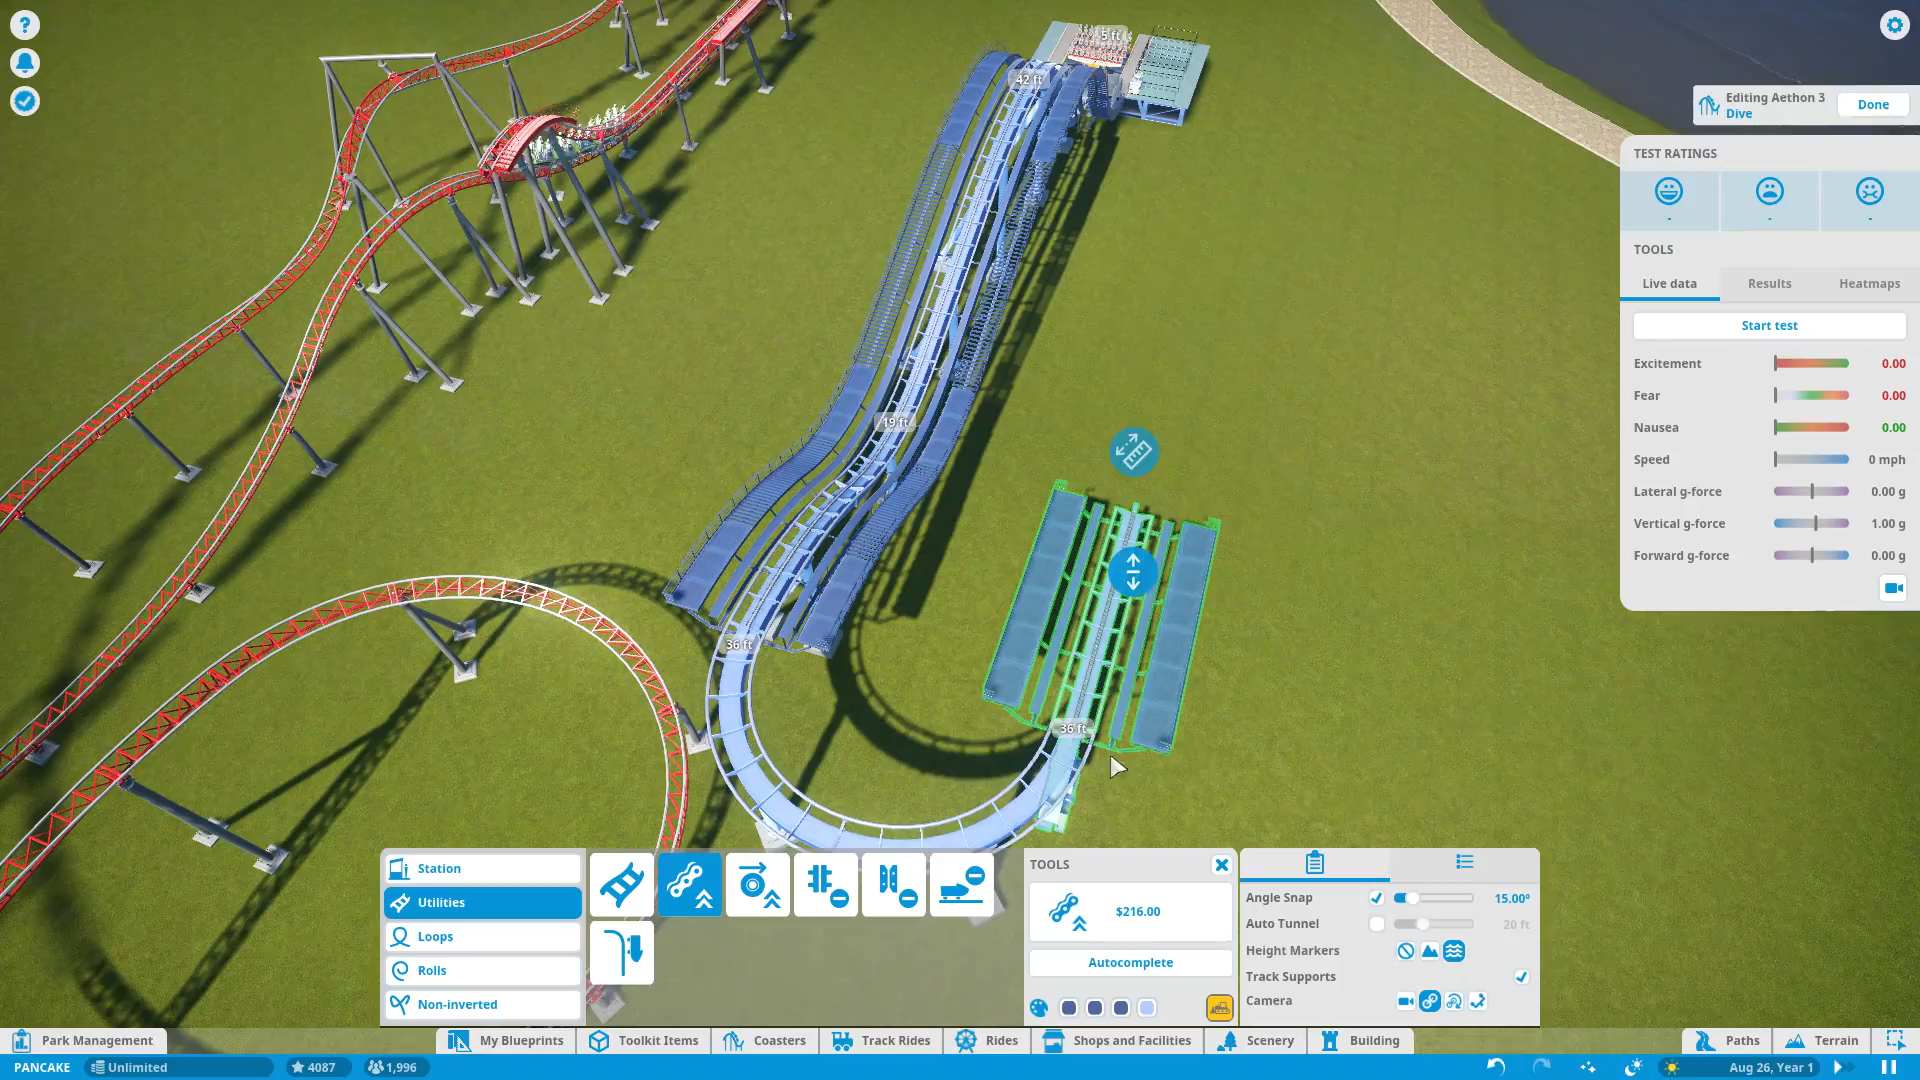 5 ft
42 ft
19 ft
36 ft
36 ft
Editing Aethon 3
Dive
Done
TEST RATINGS
- - -
TOOLS
Live data Results Heatmaps
Start test
Excitement 0.00
Fear 0.00
Nausea 0.00
Speed 0 mph
Lateral g-force 0.00 g
Vertical g-force 1.00 g
Forward g-force 0.00 g
Station
Utilities
Loops
Rolls
Non-inverted
TOOLS
$216.00
Autocomplete
Angle Snap 15.00°
Auto Tunnel 20 ft
Height Markers
Track Supports
Camera
Park Management My Blueprints Toolkit Items Coasters Track Rides Rides Shops and Facilities Scenery Building Paths Terrain
PANCAKE Unlimited 4087 1,996 Aug 26, Year 1